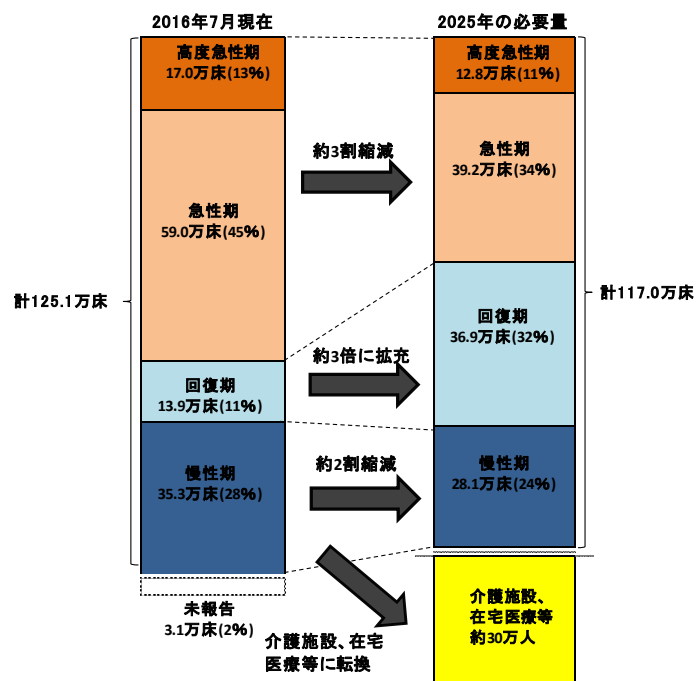 2016年7月現在
高度急性期
17.0万床(13%)
急性期
59.0万床(45%)
回復期
13.9万床(11%)
慢性期
35.3万床(28%)
未報告
3.1万床(2%)
計125.1万床
約3割縮減
約3倍に拡充
約2割縮減
介護施設、在宅
医療等に転換
2025年の必要量
高度急性期
12.8万床(11%)
急性期
39.2万床(34%)
回復期
36.9万床(32%)
慢性期
28.1万床(24%)
介護施設、
在宅医療等
約30万人
計117.0万床